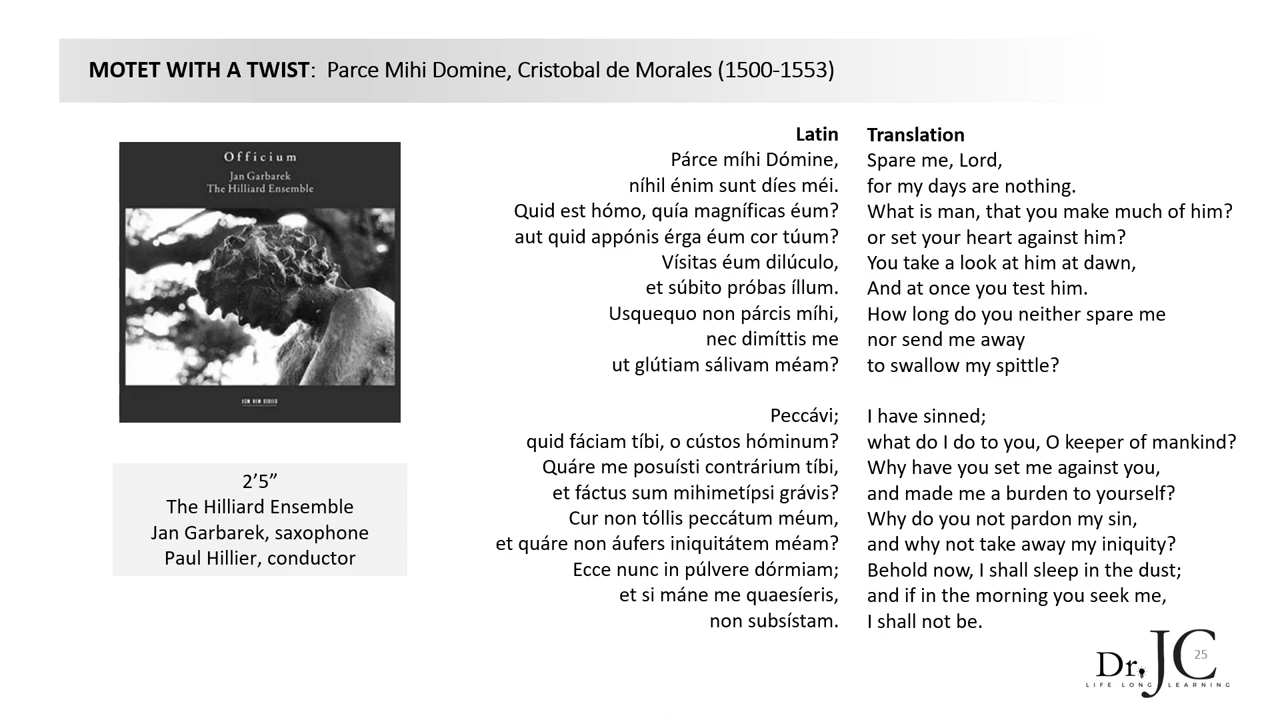 MOTET WITH A TWIST: Parce Mihi Domine, Cristobal de Morales (1500-1553)
Officium
Jan Garbarek
The Hilliard Ensemble
ECM NEW SERIES
2’5”
The Hilliard Ensemble
Jan Garbarek, saxophone
Paul Hillier, conductor
Latin
Párce míhi Dómine,
níhil énim sunt díes méi.
Quid est hómo, quía magníficas éum?
aut quid appónis érga éum cor túum?
Vísitas éum dilúculo,
et súbito próbas íllum.
Usquequo non párcis míhi,
nec dimíttis me
ut glútiam sálivam méam?
Peccávi;
quid fáciam tíbi, o cústos hóminum?
Quáre me posuísti contrárium tíbi,
et fáctus sum mihimetípsi grávis?
Cur non tóllis peccátum méum,
et quáre non áufers iniquitátem méam?
Ecce nunc in púlvere dórmiam;
et si máne me quaesíeris,
non subsístam.
Translation
Spare me, Lord,
for my days are nothing.
What is man, that you make much of him?
or set your heart against him?
You take a look at him at dawn,
And at once you test him.
How long do you neither spare me
nor send me away
to swallow my spittle?
I have sinned;
what do I do to you, O keeper of mankind?
Why have you set me against you,
and made me a burden to yourself?
Why do you not pardon my sin,
and why not take away my iniquity?
Behold now, I shall sleep in the dust;
and if in the morning you seek me,
I shall not be.
Dr. JC
LIFE LONG LEARNING
25